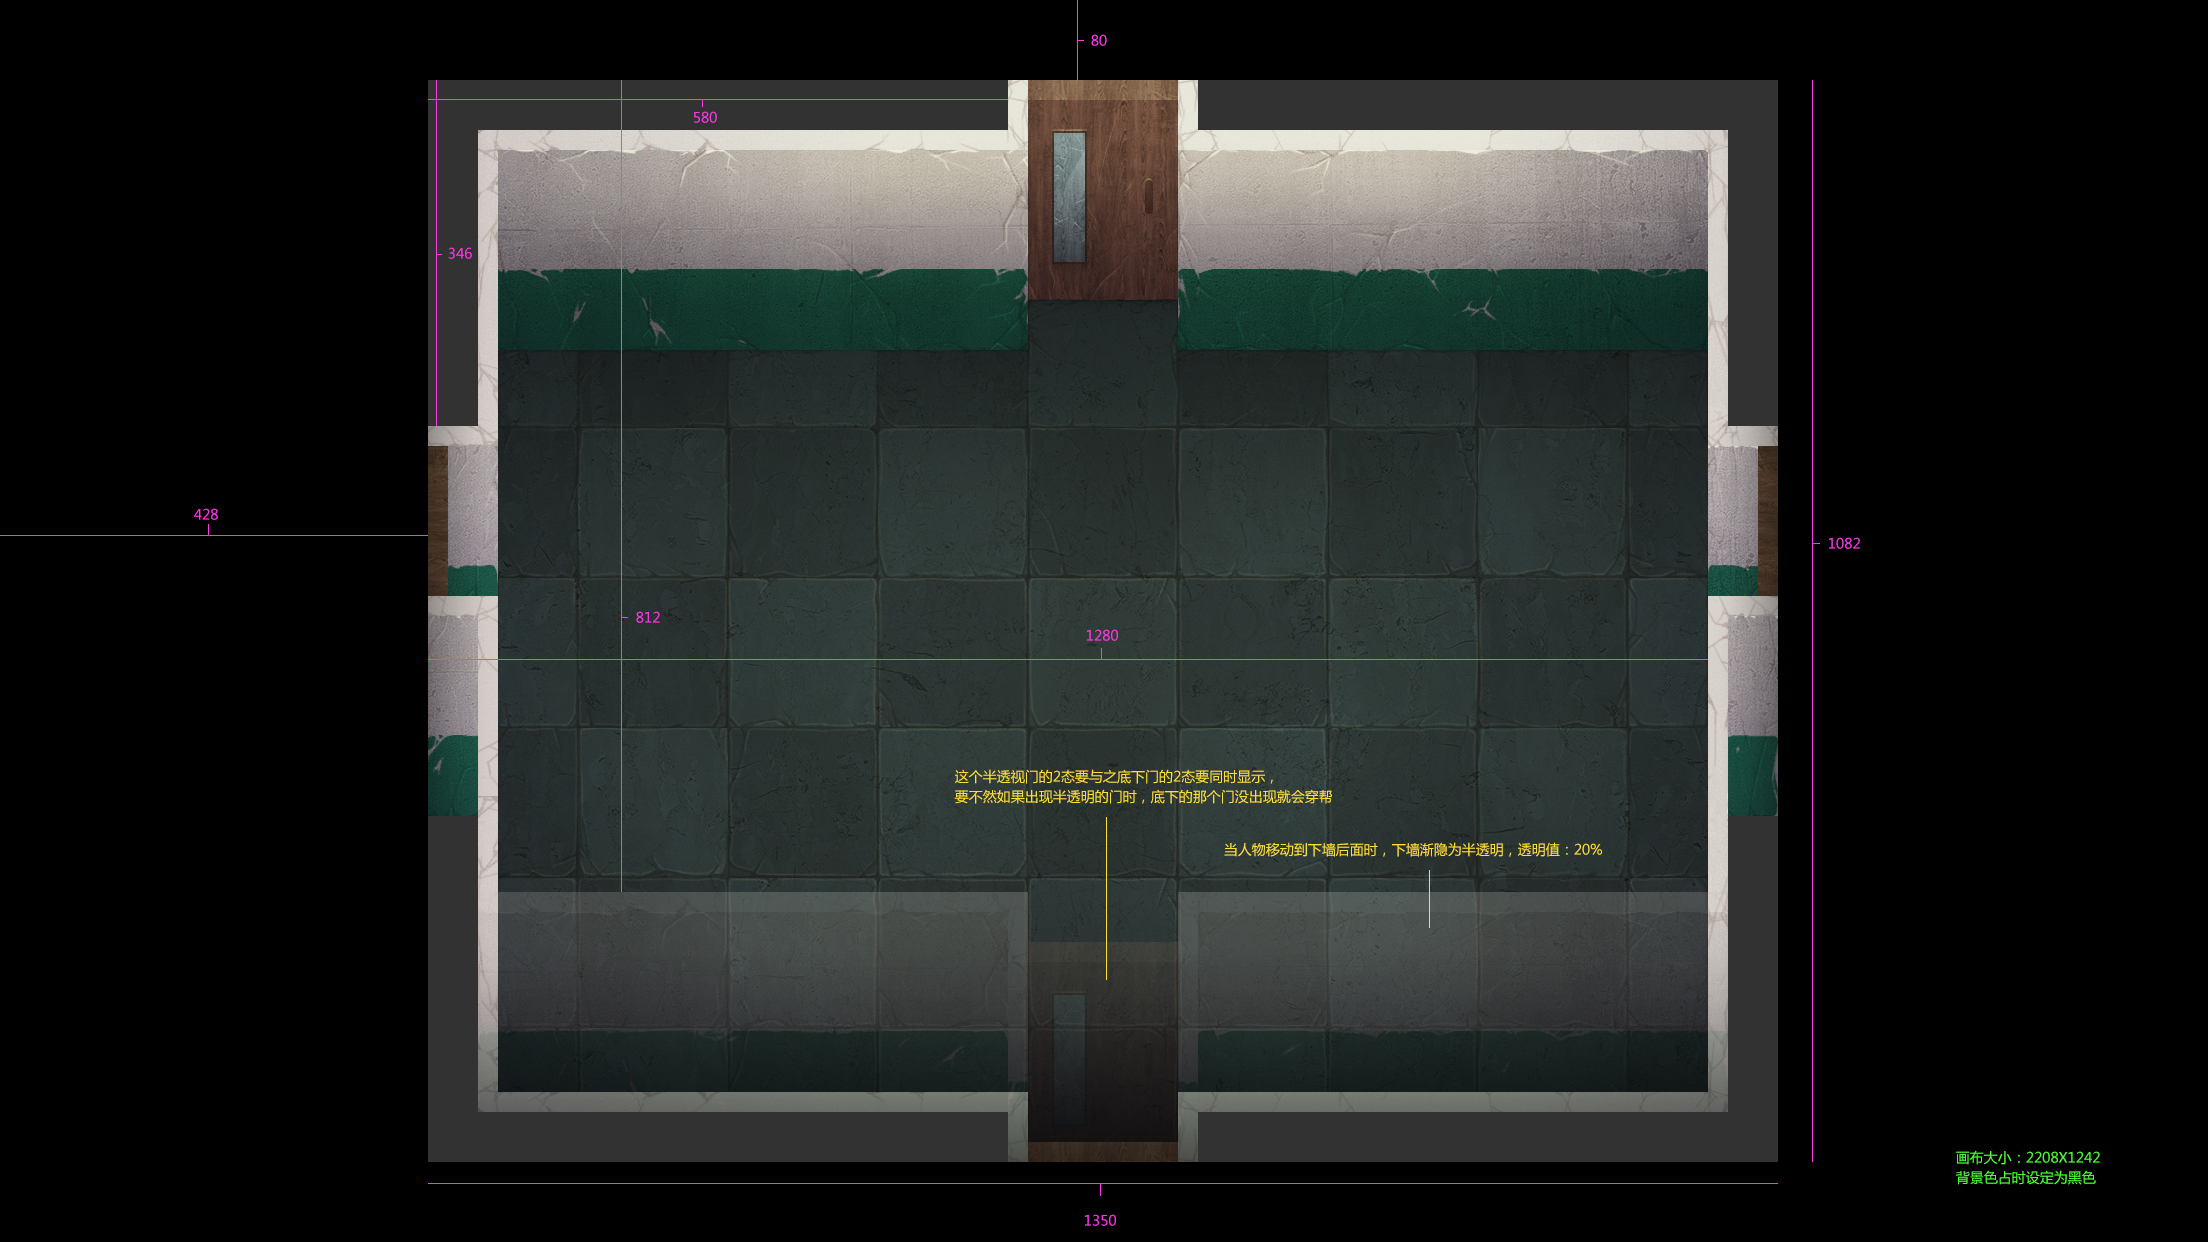 80
580
346
428
1082
812
1280
这个半透视门的2态要与之底下门的2态要同时显示，
要不然如果出现半透明的门时，底下的那个门没出现就会穿帮
当人物移动到下墙后面时，下墙渐隐为半透明，透明值：20%
画布大小：2208X1242
背景色占时设定为黑色
1350